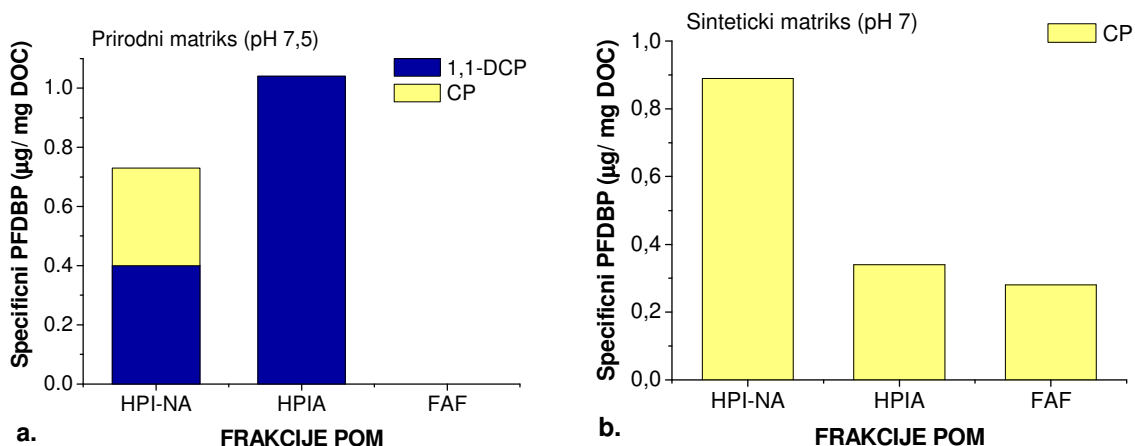 Prirodni matriks (pH 7,5)
1,1-DCP
CP
Specificni PFDBP (µg/ mg DOC)
1.0
0.8
0.6
0.4
0.2
0.0
HPI-NA HPIA FAF
a. FRAKCIJE POM
Sinteticki matriks (pH 7)
CP
Specificni PFDBP (µg/ mg DOC)
1,0
0,8
0,6
0,4
0,2
0,0
HPI-NA HPIA FAF
b. FRAKCIJE POM